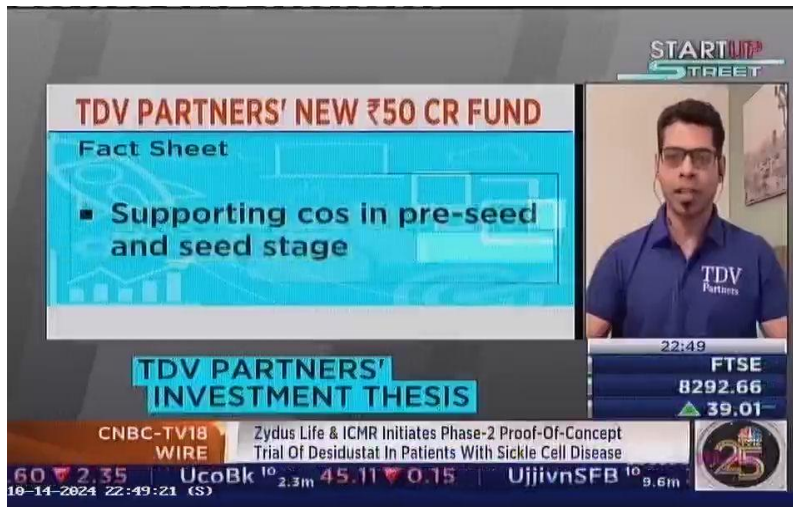 STARTUP
STREET
TDV PARTNERS' NEW ₹50 CR FUND
Fact Sheet
▪ Supporting cos in pre-seed
and seed stage
TDV
Partners
22:49
FTSE
8292.66
▲ 39.01
TDV PARTNERS'
INVESTMENT THESIS
CNBC-TV18
WIRE
Zydus Life & ICMR Initiates Phase-2 Proof-Of-Concept
Trial Of Desidustat In Patients With Sickle Cell Disease
25
.60 ▼ 2.35 UcoBk 10 2.3m 45.11 ▼ 0.15 UjjivnSFB 10 9.6m
10-14-2024 22:49:21 (S)